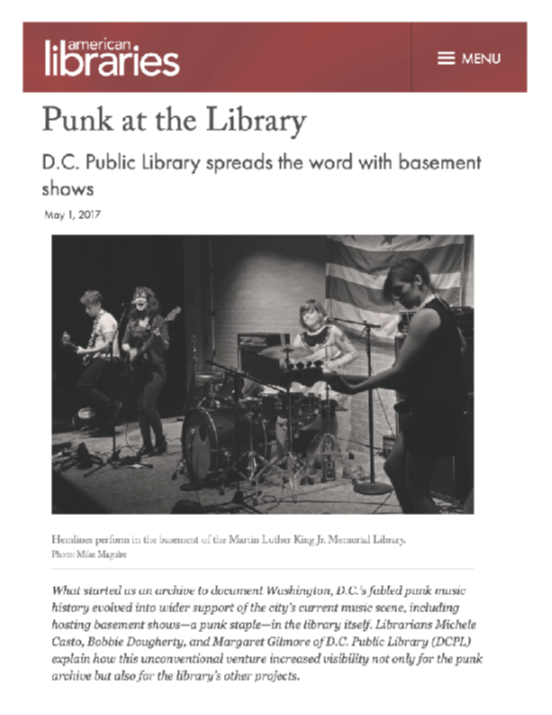 american
libraries
MENU
Punk at the Library
D.C. Public Library spreads the word with basement
shows
May 1, 2017
Hemlines perform in the basement of the Martin Luther King Jr. Memorial Library.
Photo: Mike Maguire
What started as an archive to document Washington, D.C.'s fabled punk music
history evolved into wider support of the city's current music scene, including
hosting basement shows—a punk staple—in the library itself. Librarians Michele
Casto, Bobbie Dougherty, and Margaret Gilmore of D.C. Public Library (DCPL)
explain how this unconventional venture increased visibility not only for the punk
archive but also for the library's other projects.